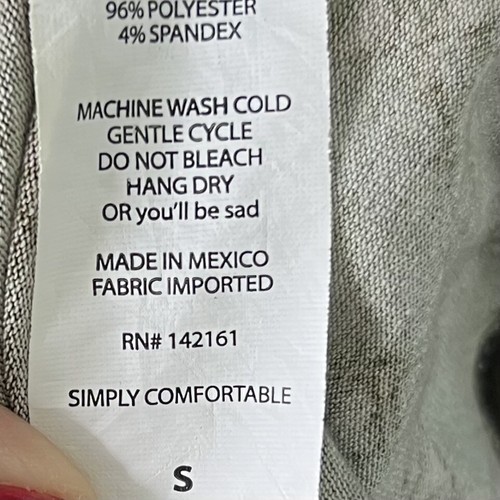 96% POLYESTER
4% SPANDEX
MACHINE WASH COLD
GENTLE CYCLE
DO NOT BLEACH
HANG DRY
OR you'll be sad
MADE IN MEXICO
FABRIC IMPORTED
RN# 142161
SIMPLY COMFORTABLE
S